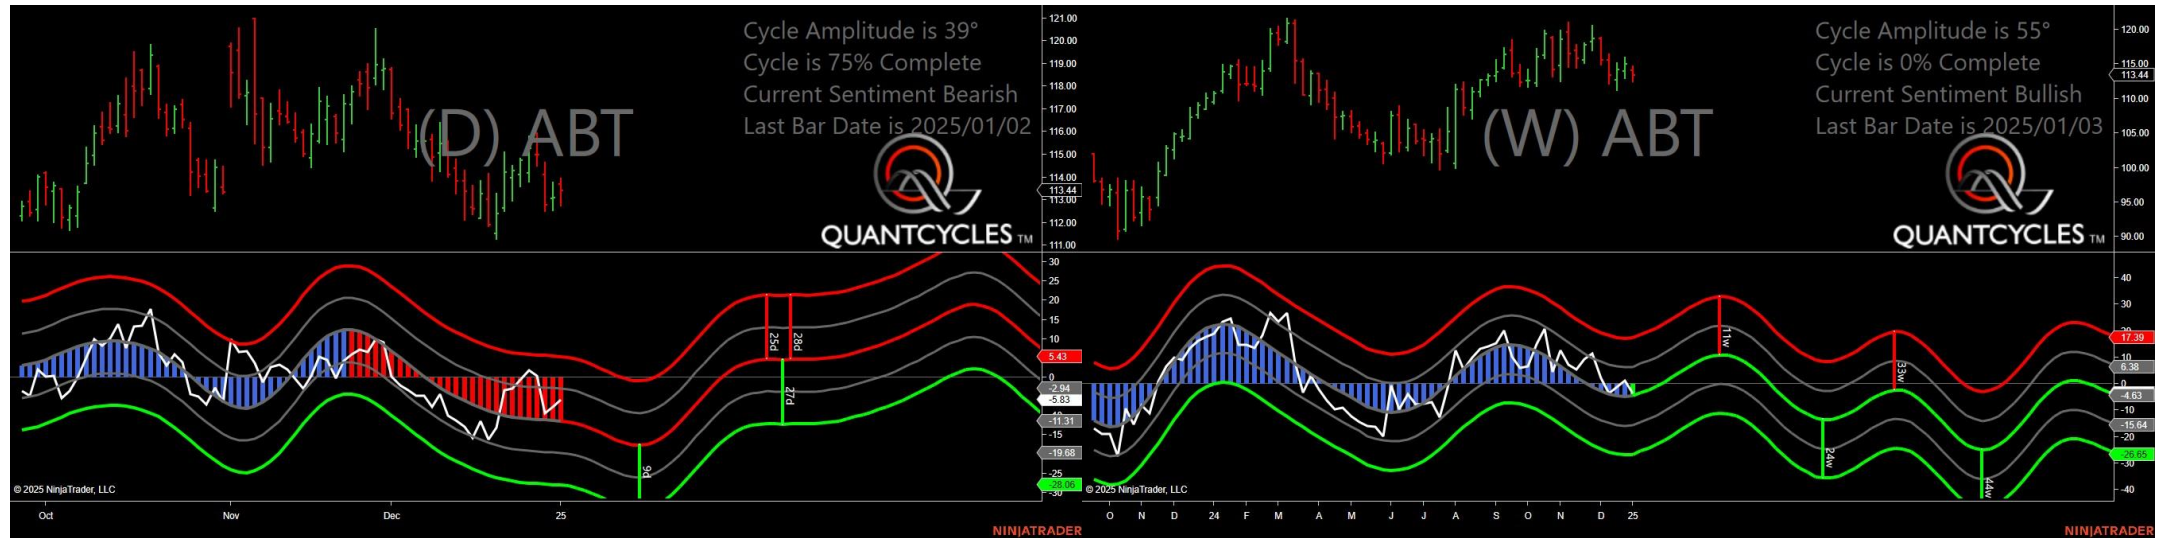 Cycle Amplitude is 39°
Cycle is 75% Complete
Current Sentiment Bearish
Last Bar Date is 2025/01/02
(D) ABT
QUANTCYCLES TM
121.00
120.00
119.00
118.00
117.00
116.00
115.00
114.00
113.44
113.00
112.00
111.00
30
25
20
15
10
5.43
0
-2.94
-5.83
-11.31
-15
-19.68
-25
-28.06
-30
25d
28d
27d
9d
© 2025 NinjaTrader, LLC
Oct Nov Dec 25
NINJATRADER
Cycle Amplitude is 55°
Cycle is 0% Complete
Current Sentiment Bullish
Last Bar Date is 2025/01/03
(W) ABT
QUANTCYCLES TM
120.00
115.00
113.44
110.00
105.00
100.00
95.00
90.00
40
30
17.39
10
6.38
0
-4.63
-10
-15.64
-20
-26.65
-30
-40
11w
33w
24w
44w
© 2025 NinjaTrader, LLC
O N D 24 F M A M J J A S O N D 25
NINJATRADER